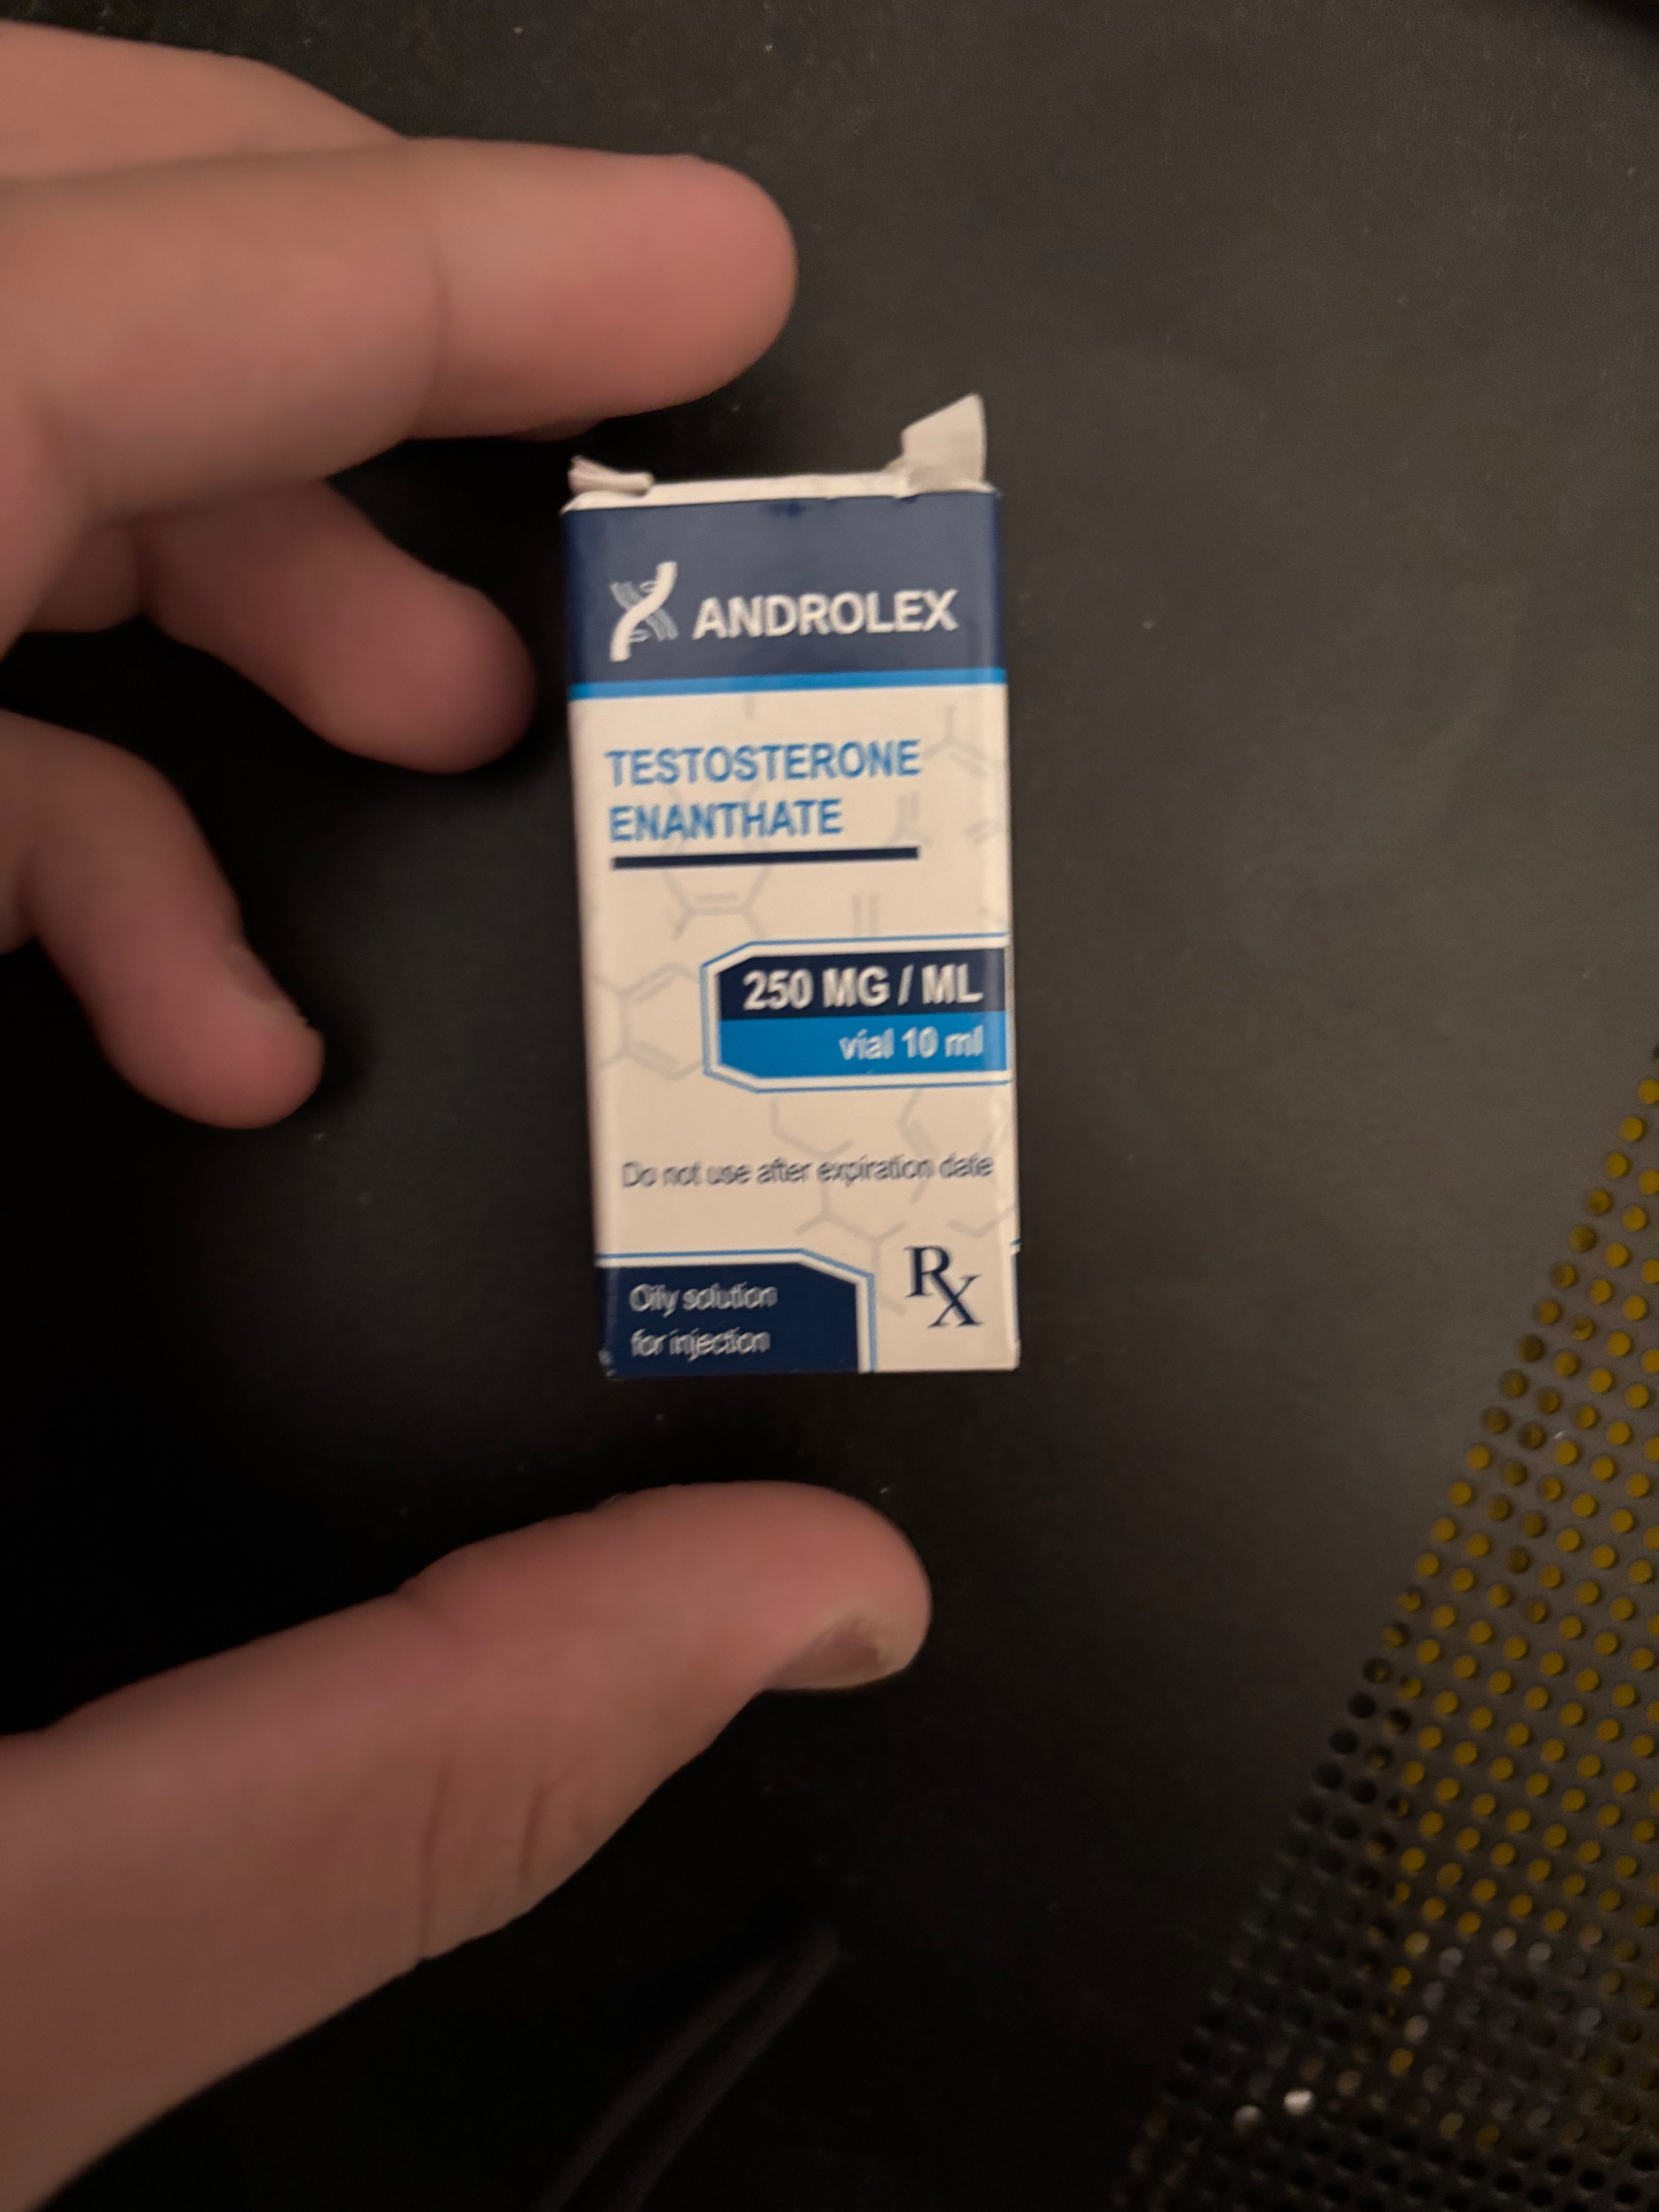 ANDROLEX
TESTOSTERONE
ENANTHATE
250 MG / ML
vial 10 ml
Do not use after expiration date
Rx
Oily solution
for injection